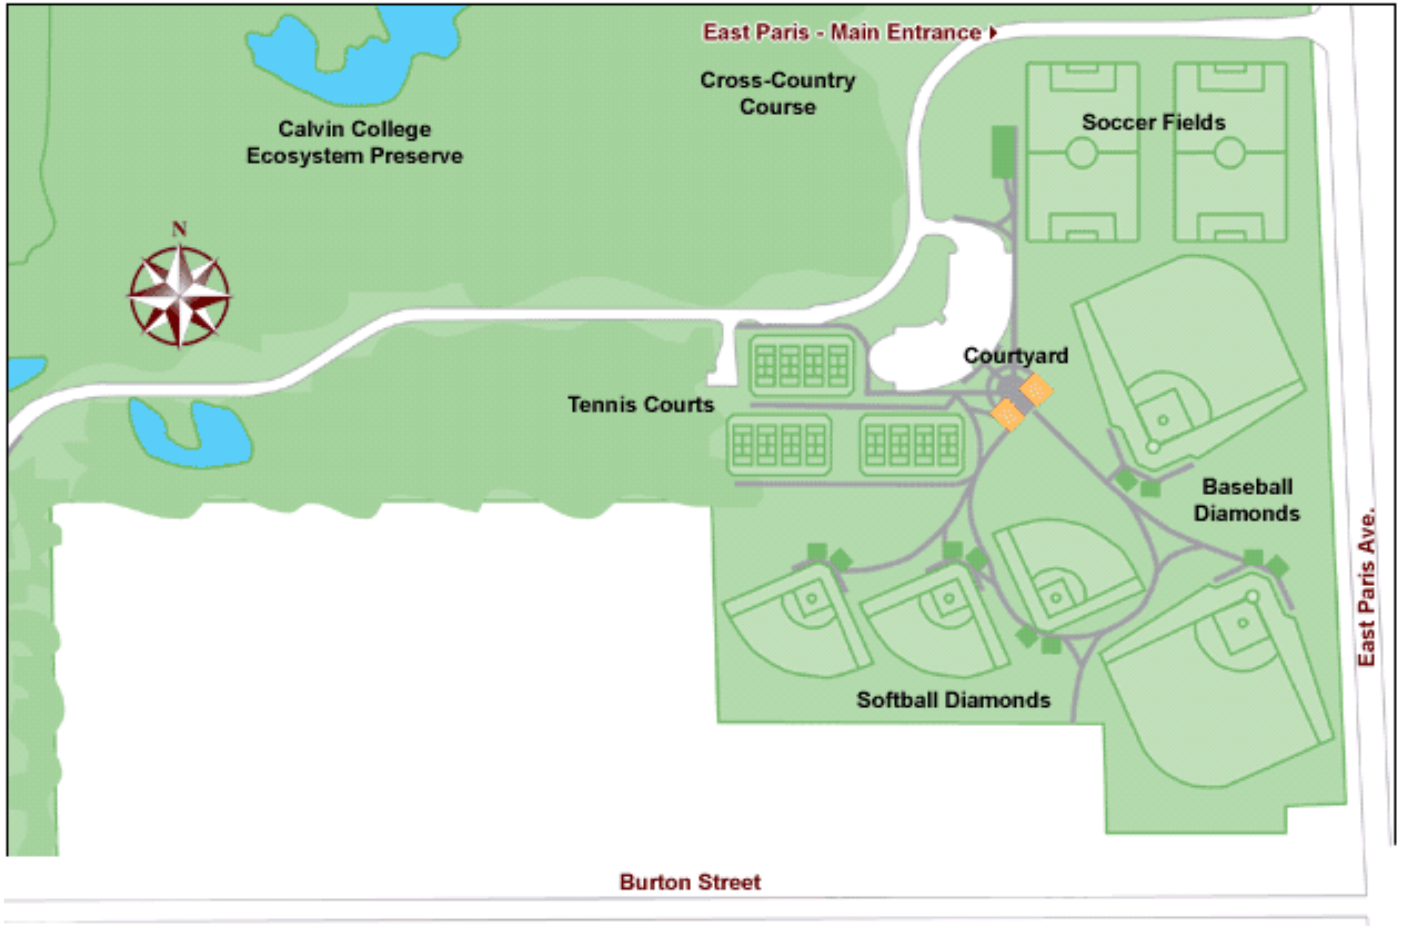 East Paris - Main Entrance
Cross-Country
Course
Soccer Fields
Calvin College
Ecosystem Preserve
N
Courtyard
Tennis Courts
Baseball
Diamonds
East Paris Ave.
Softball Diamonds
Burton Street